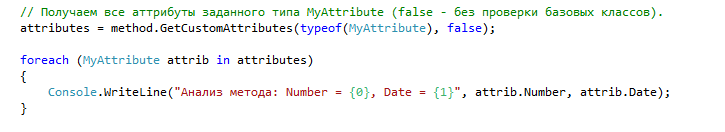 // Получаем все аттрибуты заданного типа MyAttribute (false - без проверки базовых классов).
attributes = method.GetCustomAttributes(typeof(MyAttribute), false);
foreach (MyAttribute attrib in attributes)
{
Console.WriteLine("Анализ метода: Number = {0}, Date = {1}", attrib.Number, attrib.Date);
}